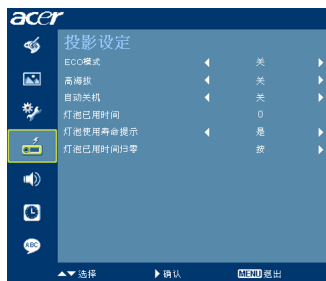 acer
投影设定
ECO模式 关
高海拔 关
自动关机 关
灯泡已用时间 0
灯泡使用寿命提示 是
灯泡已用时间归零 按
ABC
选择 确认 MENU 退出